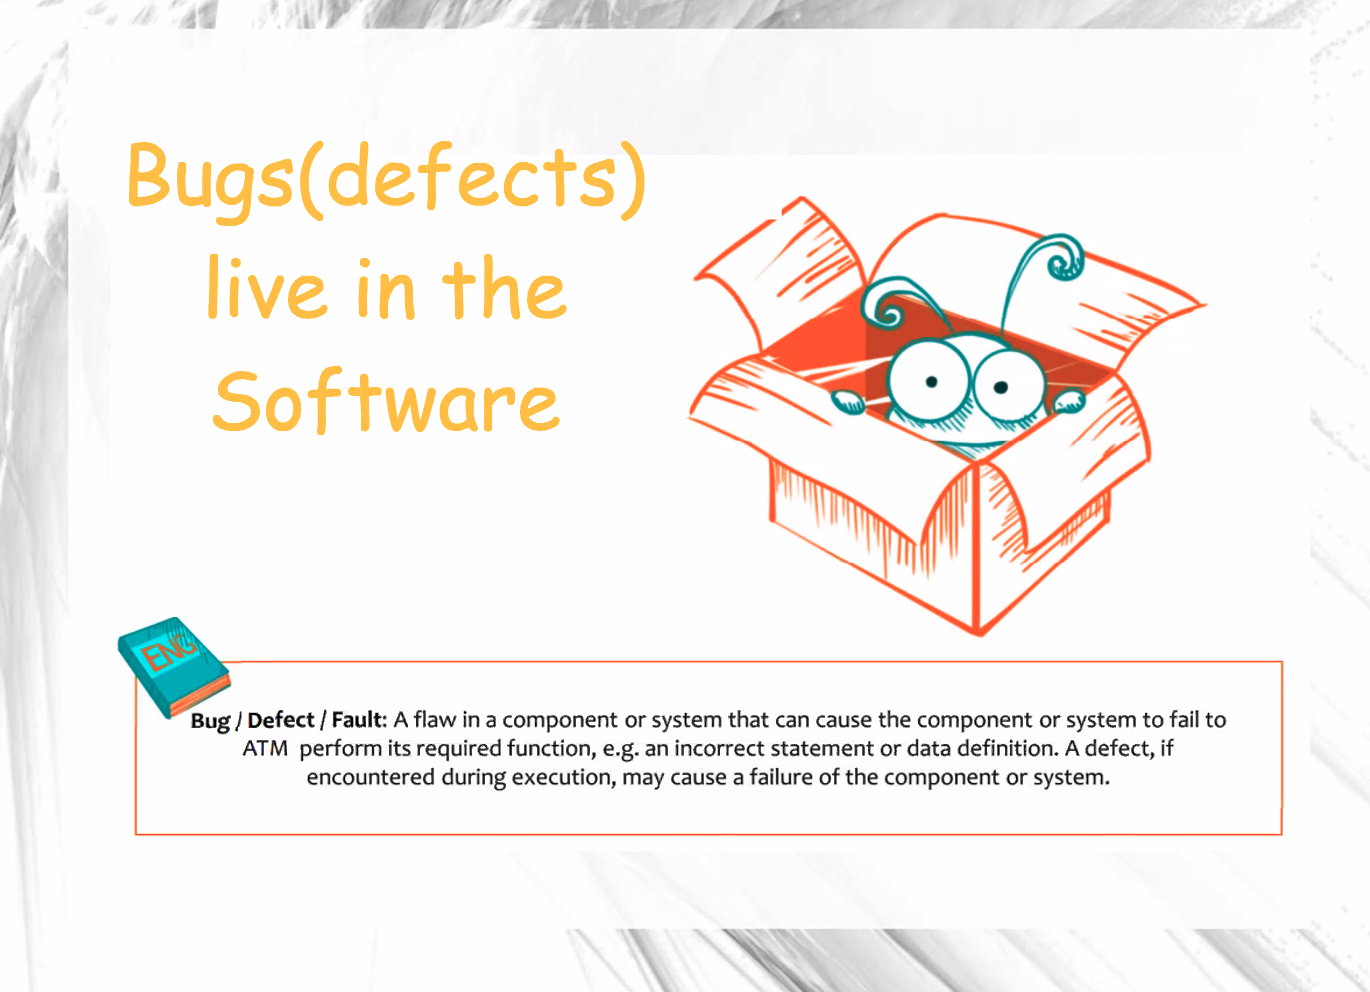 Bugs(defects)
live in the
Software
ENG
Bug / Defect / Fault: A flaw in a component or system that can cause the component or system to fail to
ATM perform its required function, e.g. an incorrect statement or data definition. A defect, if
encountered during execution, may cause a failure of the component or system.